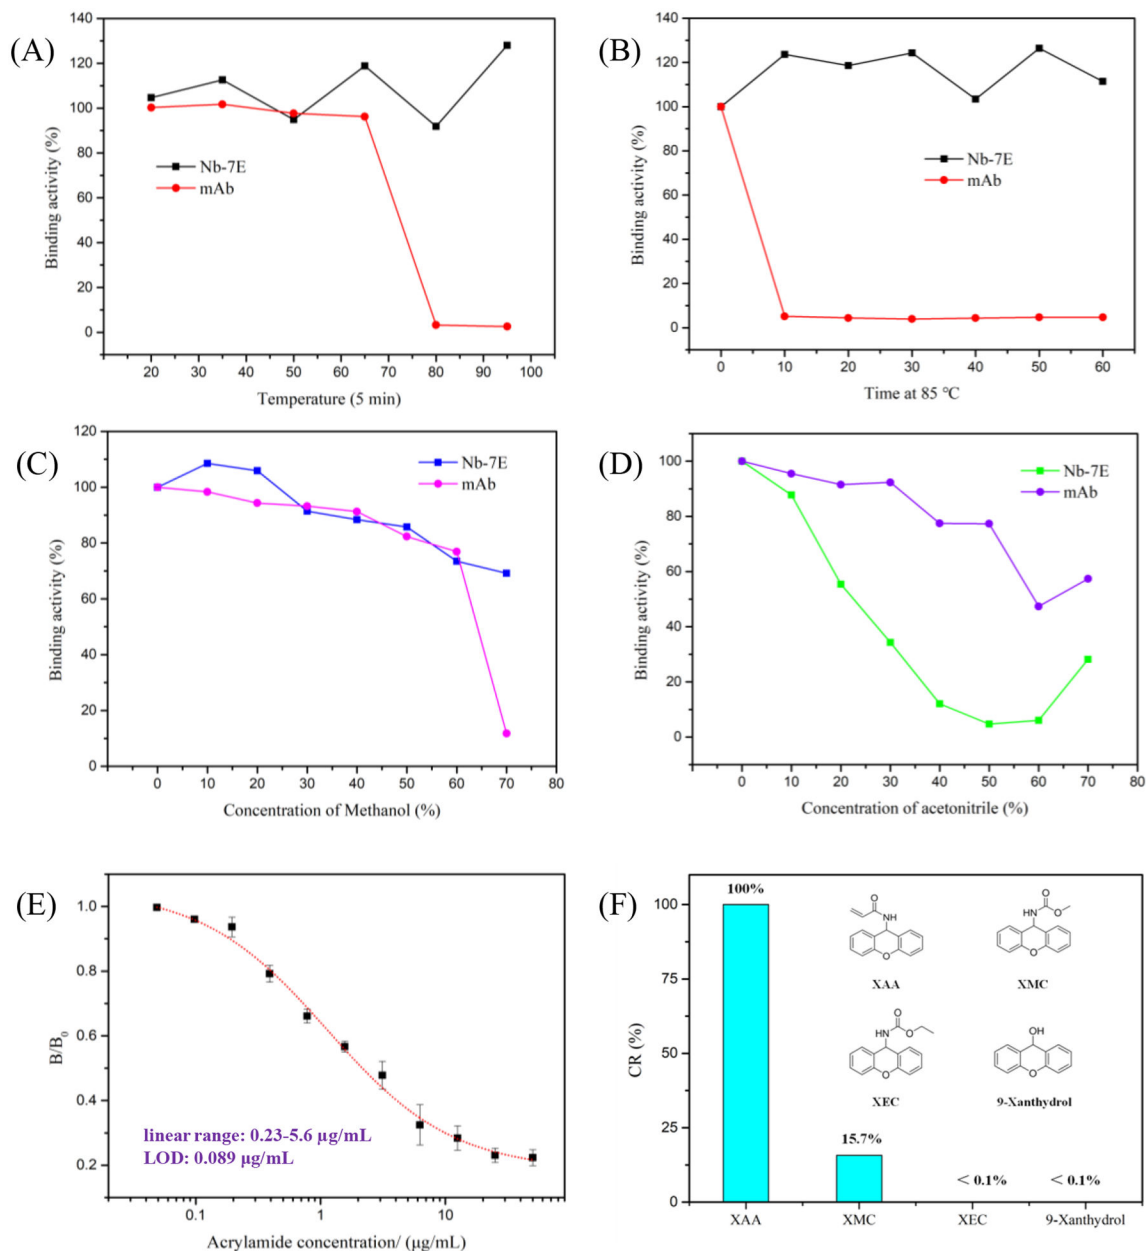 (A)
140
120
100
80
60
40
20
0
Binding activity (%)
Nb-7E
mAb
20 30 40 50 60 70 80 90 100
Temperature (5 min)
(B)
140
120
100
80
60
40
20
0
Binding activity (%)
Nb-7E
mAb
0 10 20 30 40 50 60
Time at 85 ℃
(C)
120
100
80
60
40
20
0
Binding activity (%)
Nb-7E
mAb
0 10 20 30 40 50 60 70 80
Concentration of Methanol (%)
(D)
100
80
60
40
20
0
Binding activity (%)
Nb-7E
mAb
0 10 20 30 40 50 60 70 80
Concentration of acetonitrile (%)
(E)
1.0
0.8
0.6
0.4
0.2
B/B0
linear range: 0.23-5.6 µg/mL
LOD: 0.089 µg/mL
0.1 1 10
Acrylamide concentration/ (µg/mL)
(F)
100
75
50
25
0
CR (%)
100%
15.7%
< 0.1%
< 0.1%
O
NH
O
XAA
O
HN
O
O
XMC
O
HN
O
O
XEC
OH
O
9-Xanthydrol
XAA XMC XEC 9-Xanthydrol